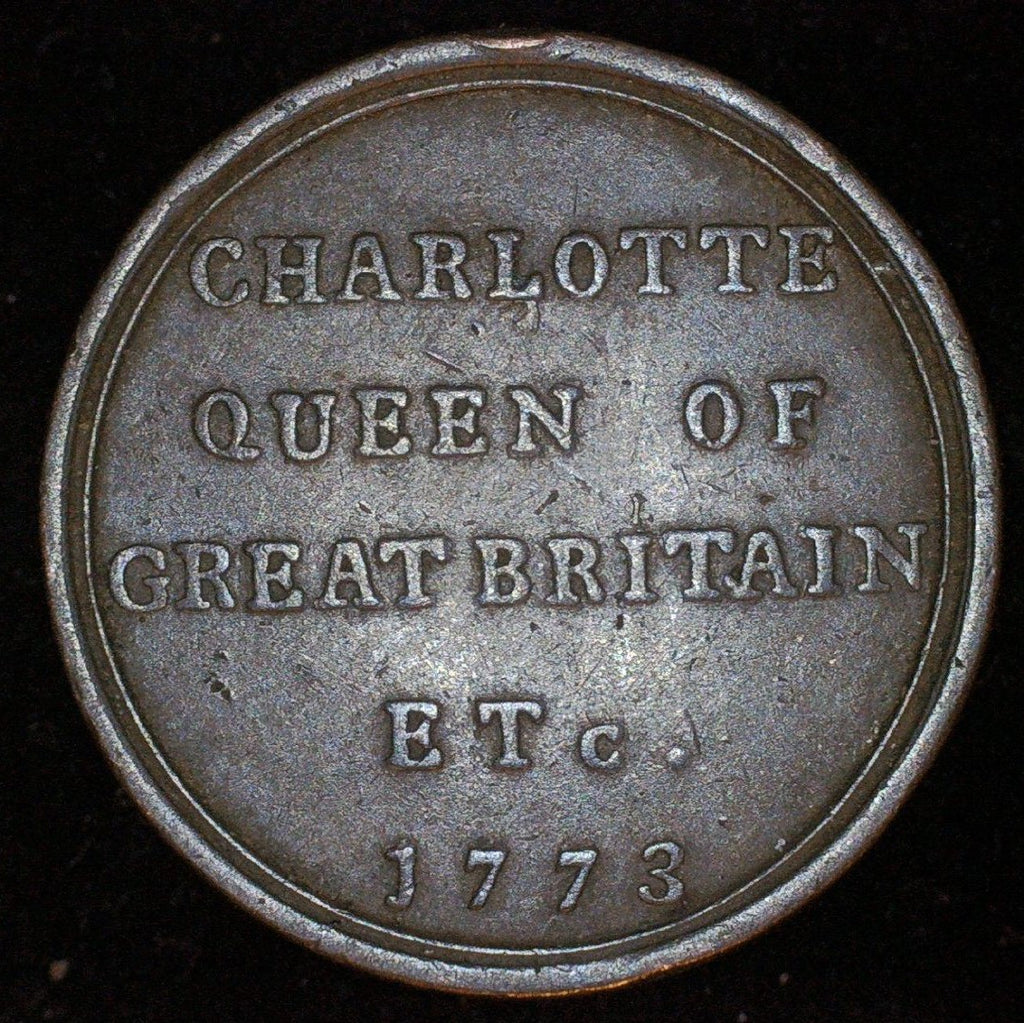 CHARLOTTE
QUEEN OF
GREAT BRITAIN
ETc.
1773